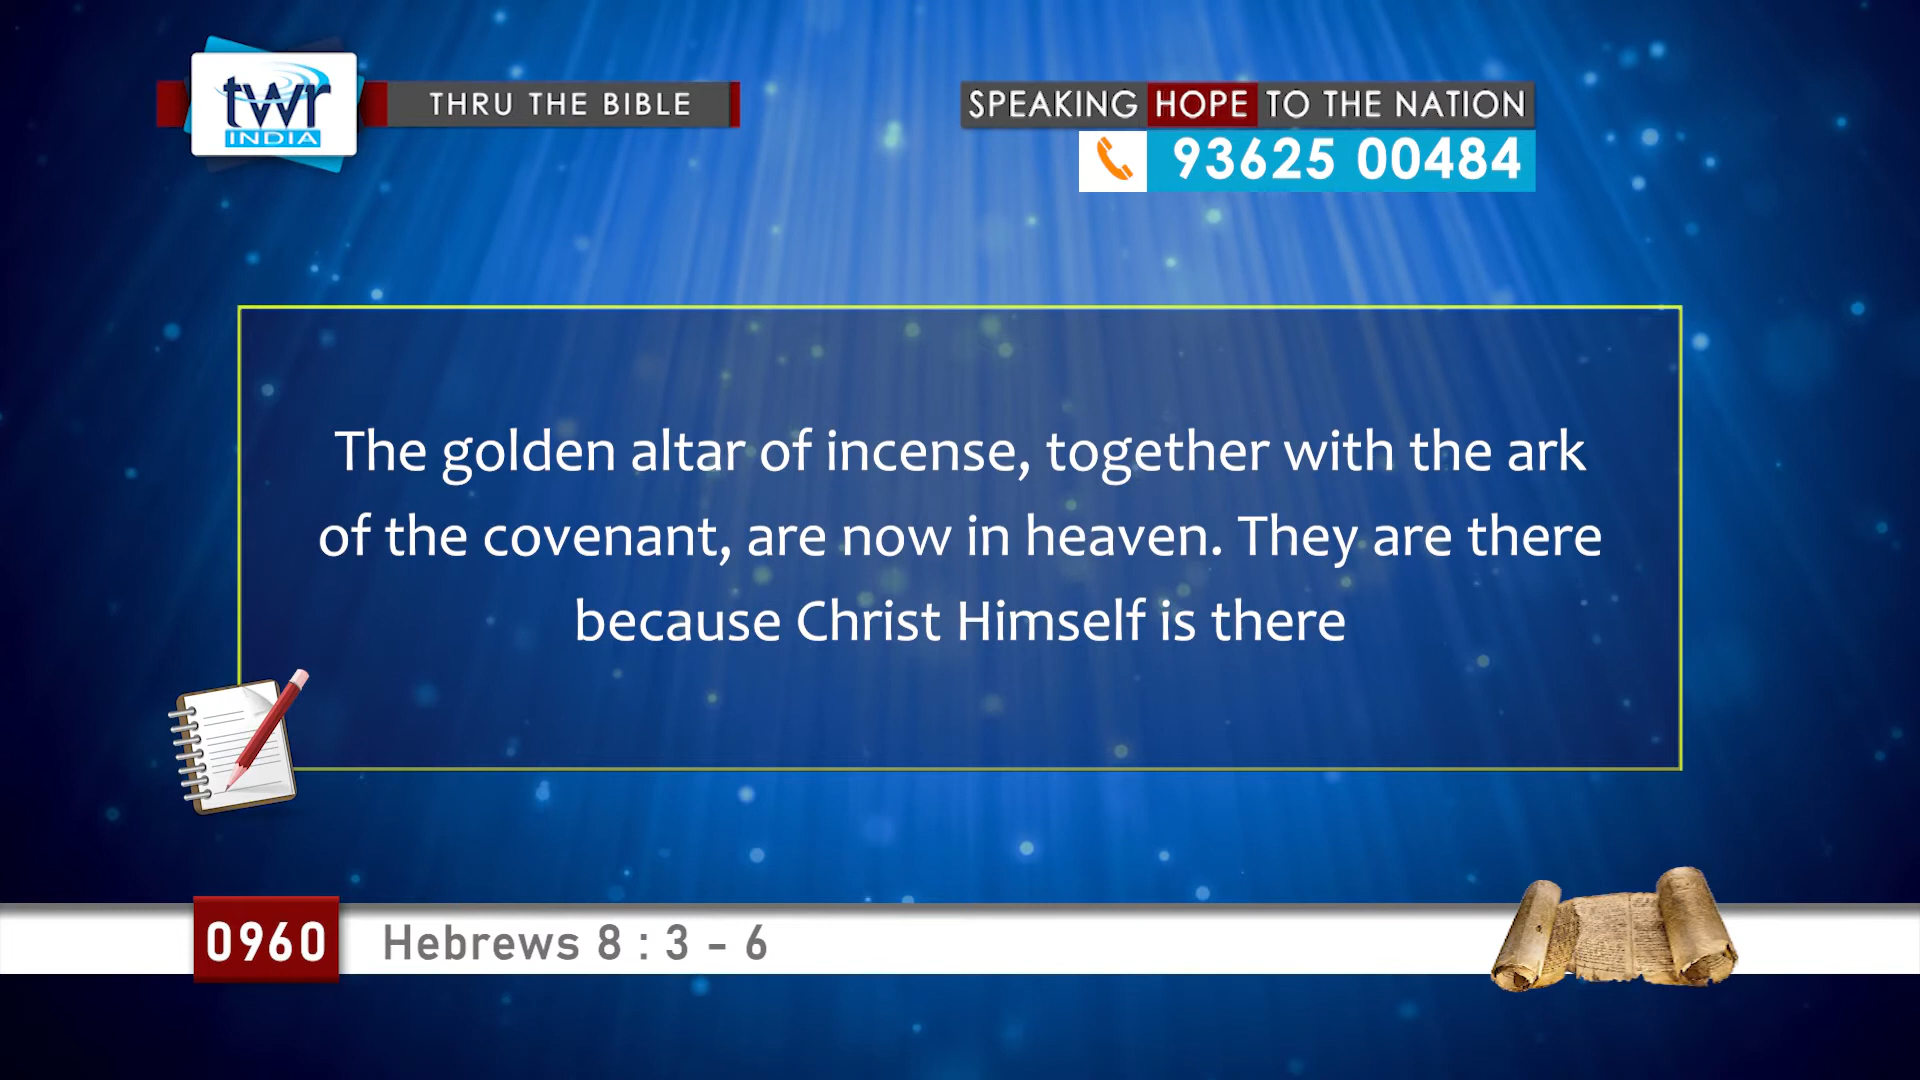 twr
INDIA
THRU THE BIBLE
SPEAKING HOPE TO THE NATION
93625 00484
The golden altar of incense, together with the ark
of the covenant, are now in heaven. They are there
because Christ Himself is there
0960
Hebrews 8 : 3 - 6